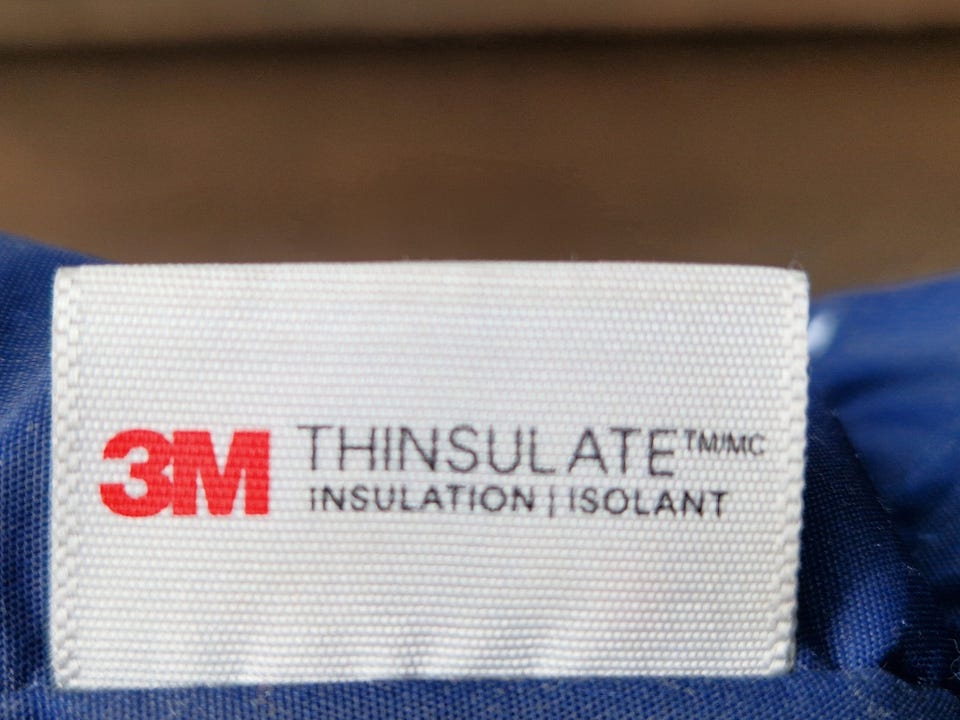 3M THINSULATE™/MC
INSULATION | ISOLANT